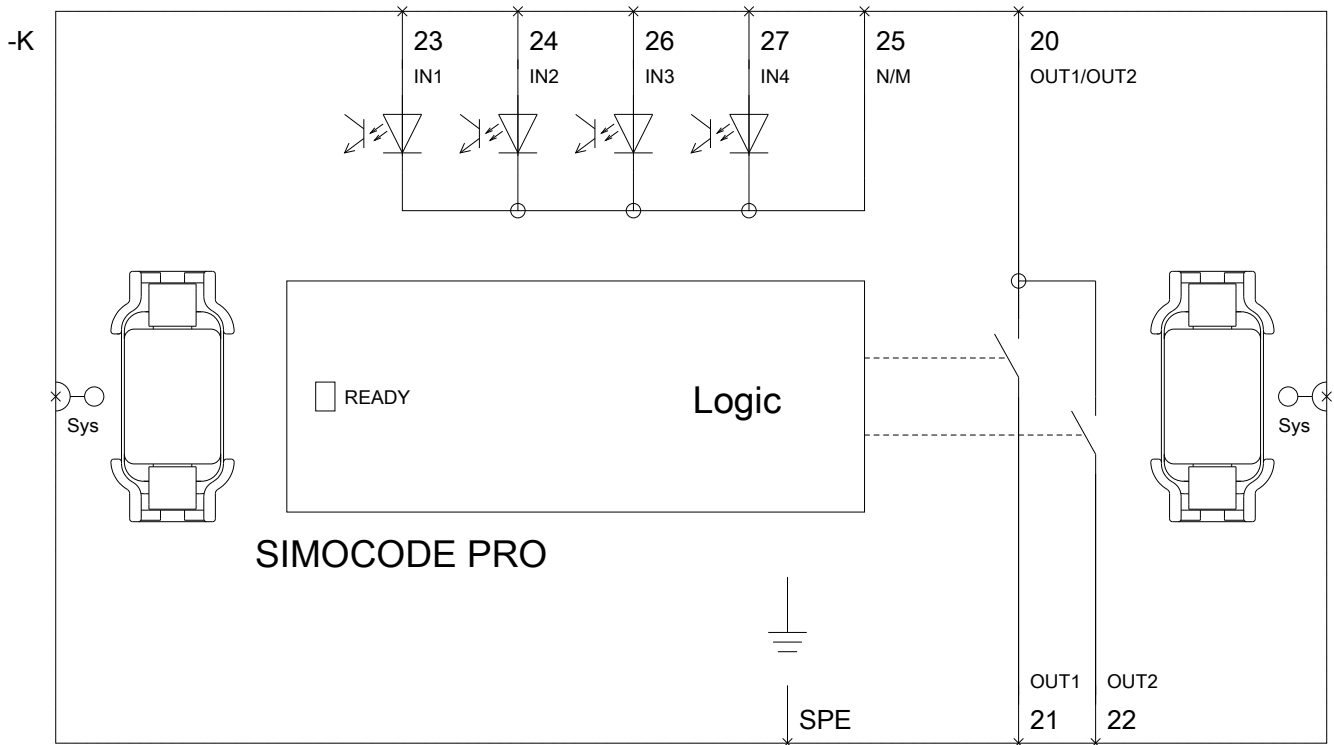 -K
23 24 26 27 25 20
IN1 IN2 IN3 IN4 N/M OUT1/OUT2
READY Logic
Sys Sys
SIMOCODE PRO
OUT1 OUT2
SPE 21 22